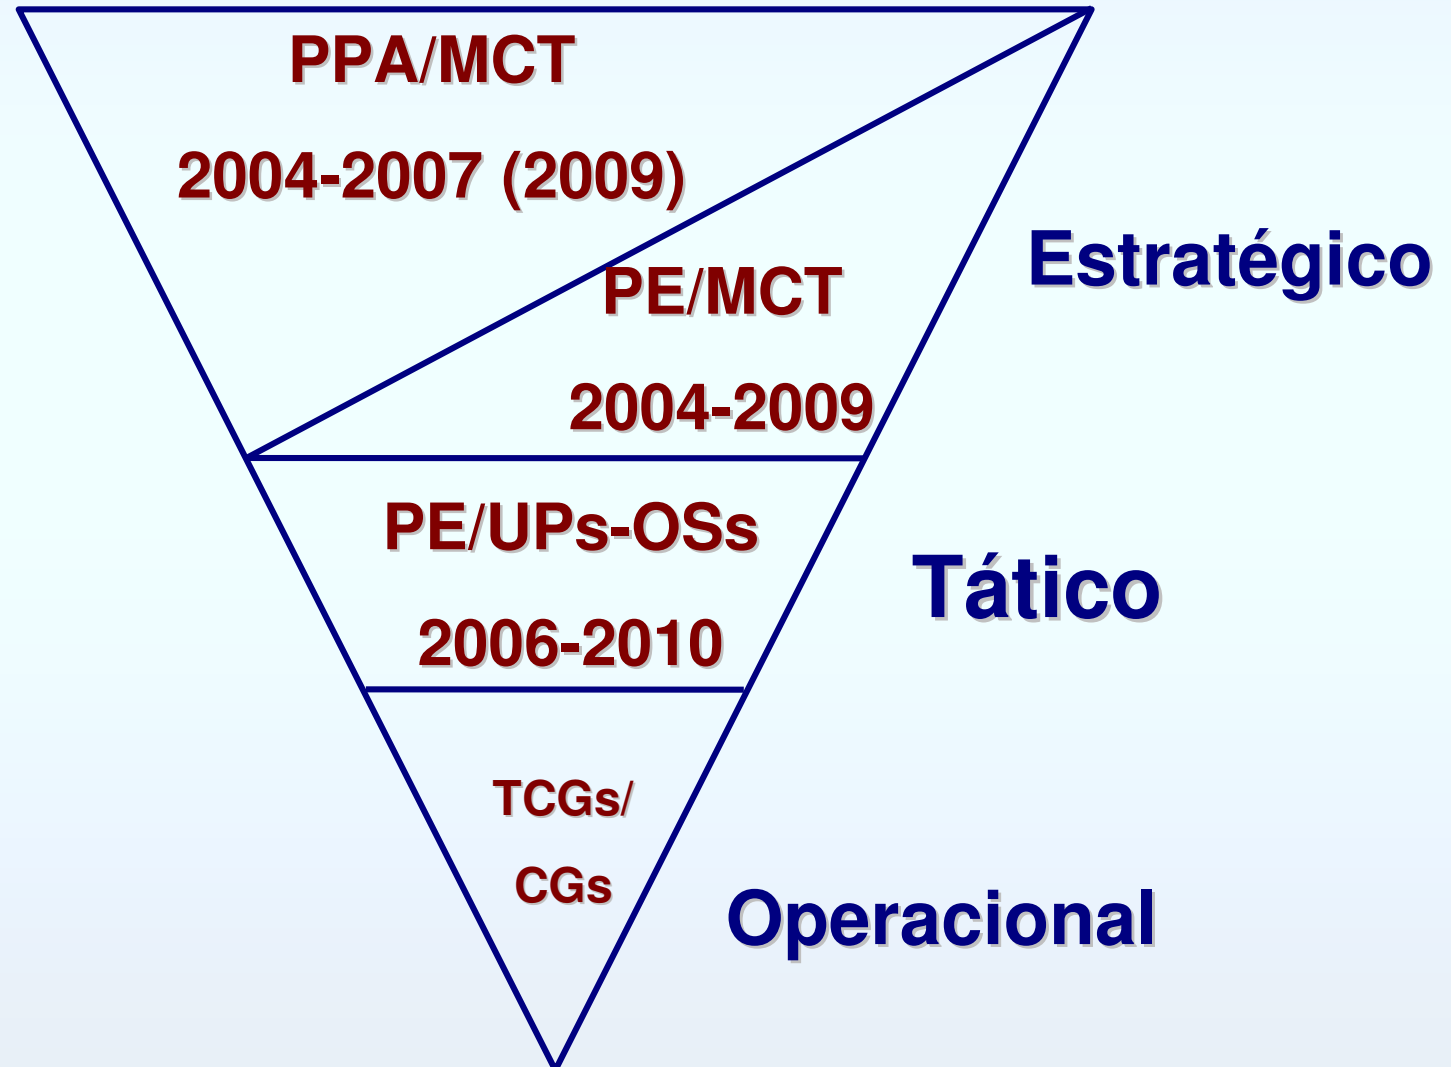 PPA/MCT
2004-2007 (2009)
Estratégico
PE/MCT
2004-2009
PE/UPs-OSs
Tático
2006-2010
TCGs/
CGs
Operacional